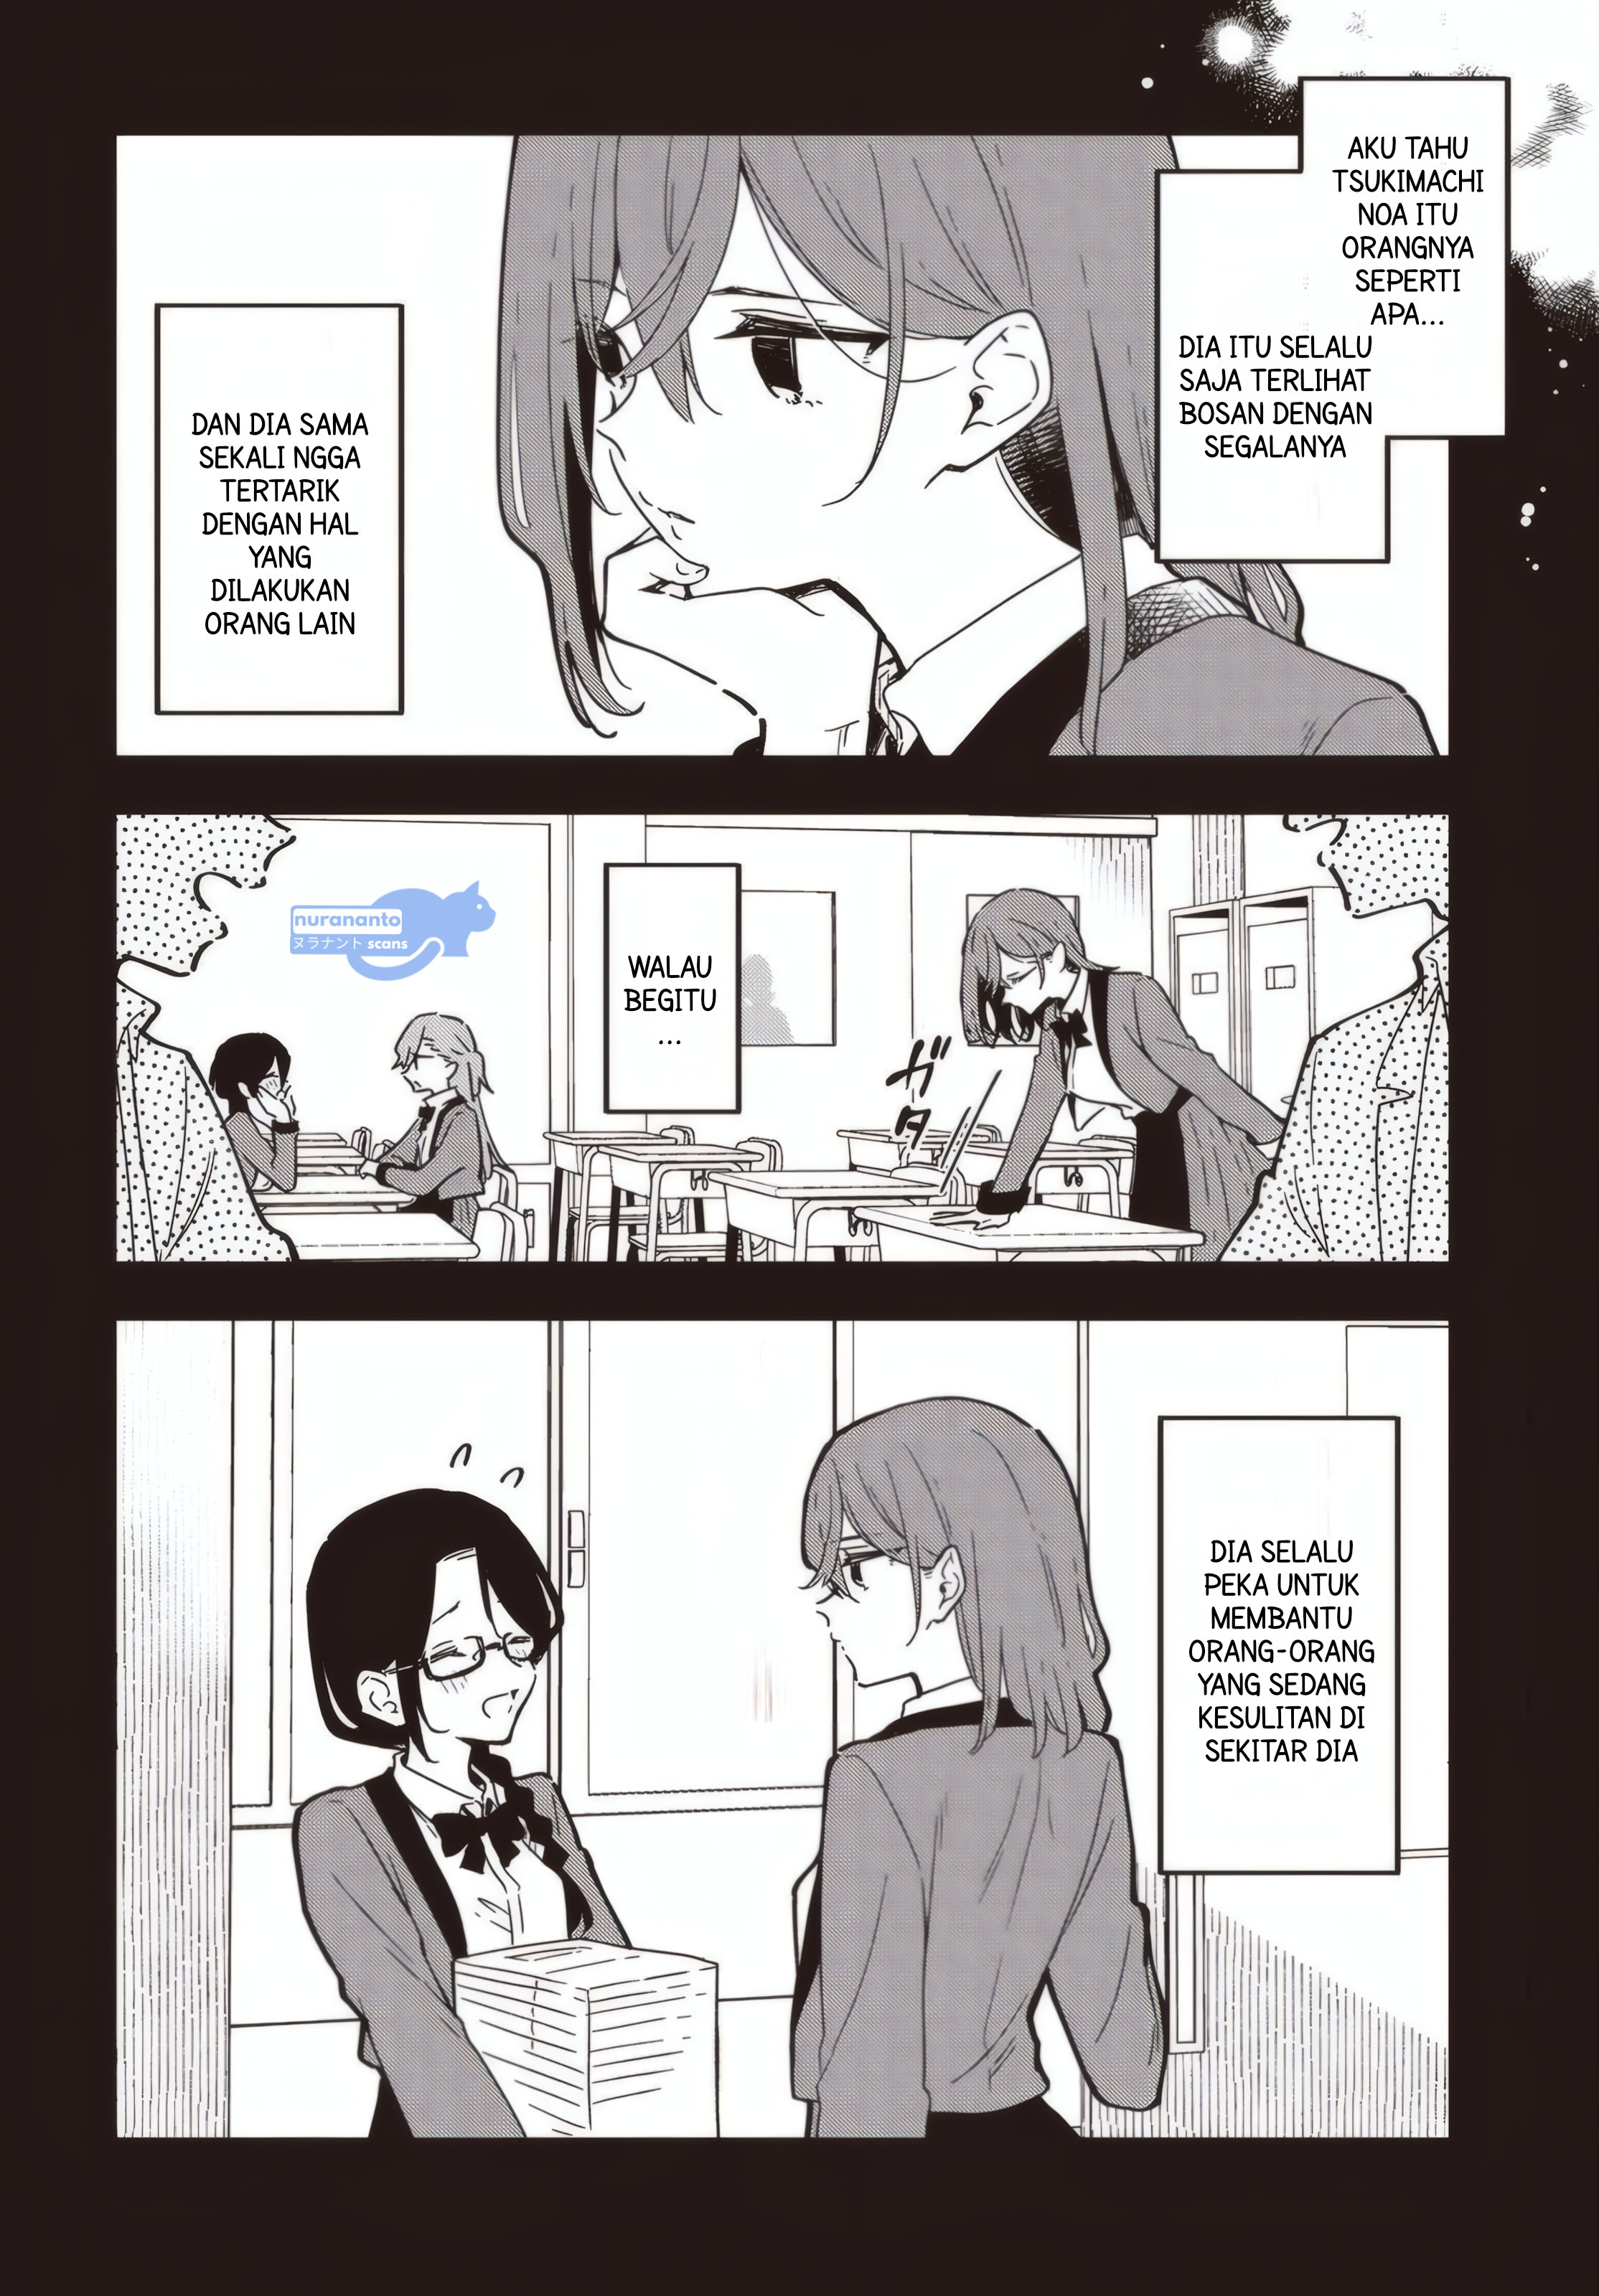 AKU TAHU
TSUKIMACHI
NOA ITU
ORANGNYA
SEPERTI
APA...
DIA ITU SELALU
SAJA TERLIHAT
BOSAN DENGAN
SEGALANYA
DAN DIA SAMA
SEKALI NGGA
TERTARIK
DENGAN HAL
YANG
DILAKUKAN
ORANG LAIN
nurananto
ヌラナント scans
WALAU
BEGITU
...
ガタ
DIA SELALU
PEKA UNTUK
MEMBANTU
ORANG-ORANG
YANG SEDANG
KESULITAN DI
SEKITAR DIA